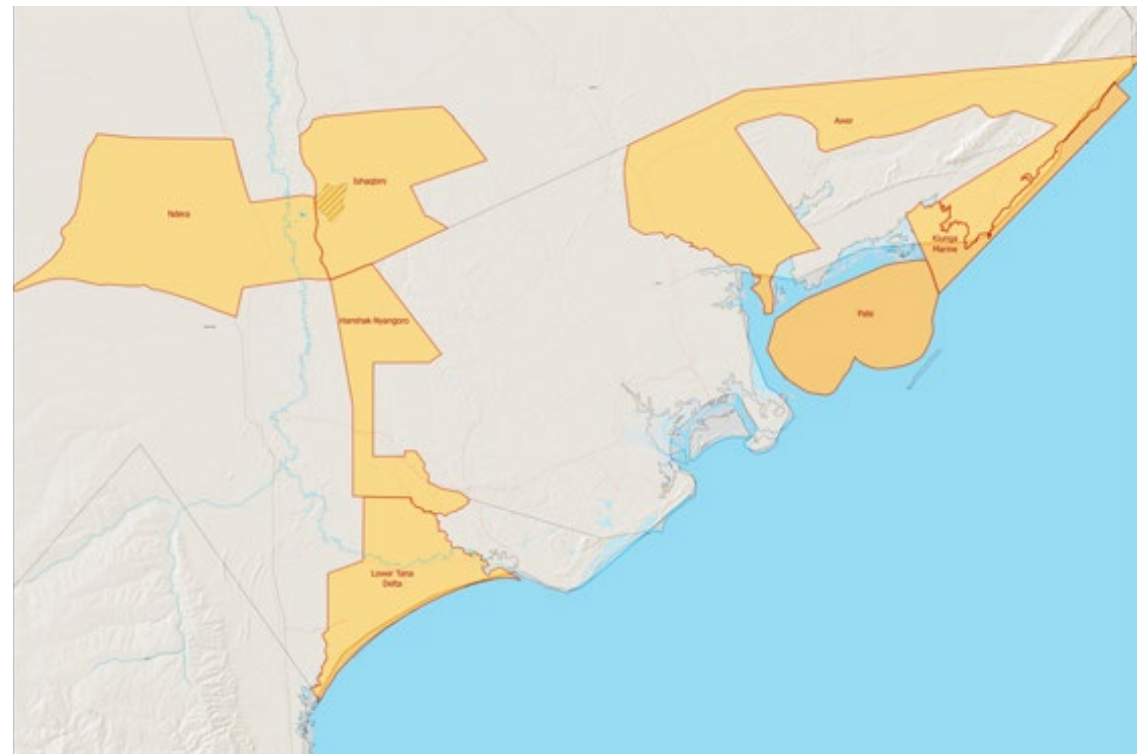 Awer
Ishaqbini
Ndera
Kiunga
Marine
Pate
Hanshak-Nyangoro
Lower Tana
Delta